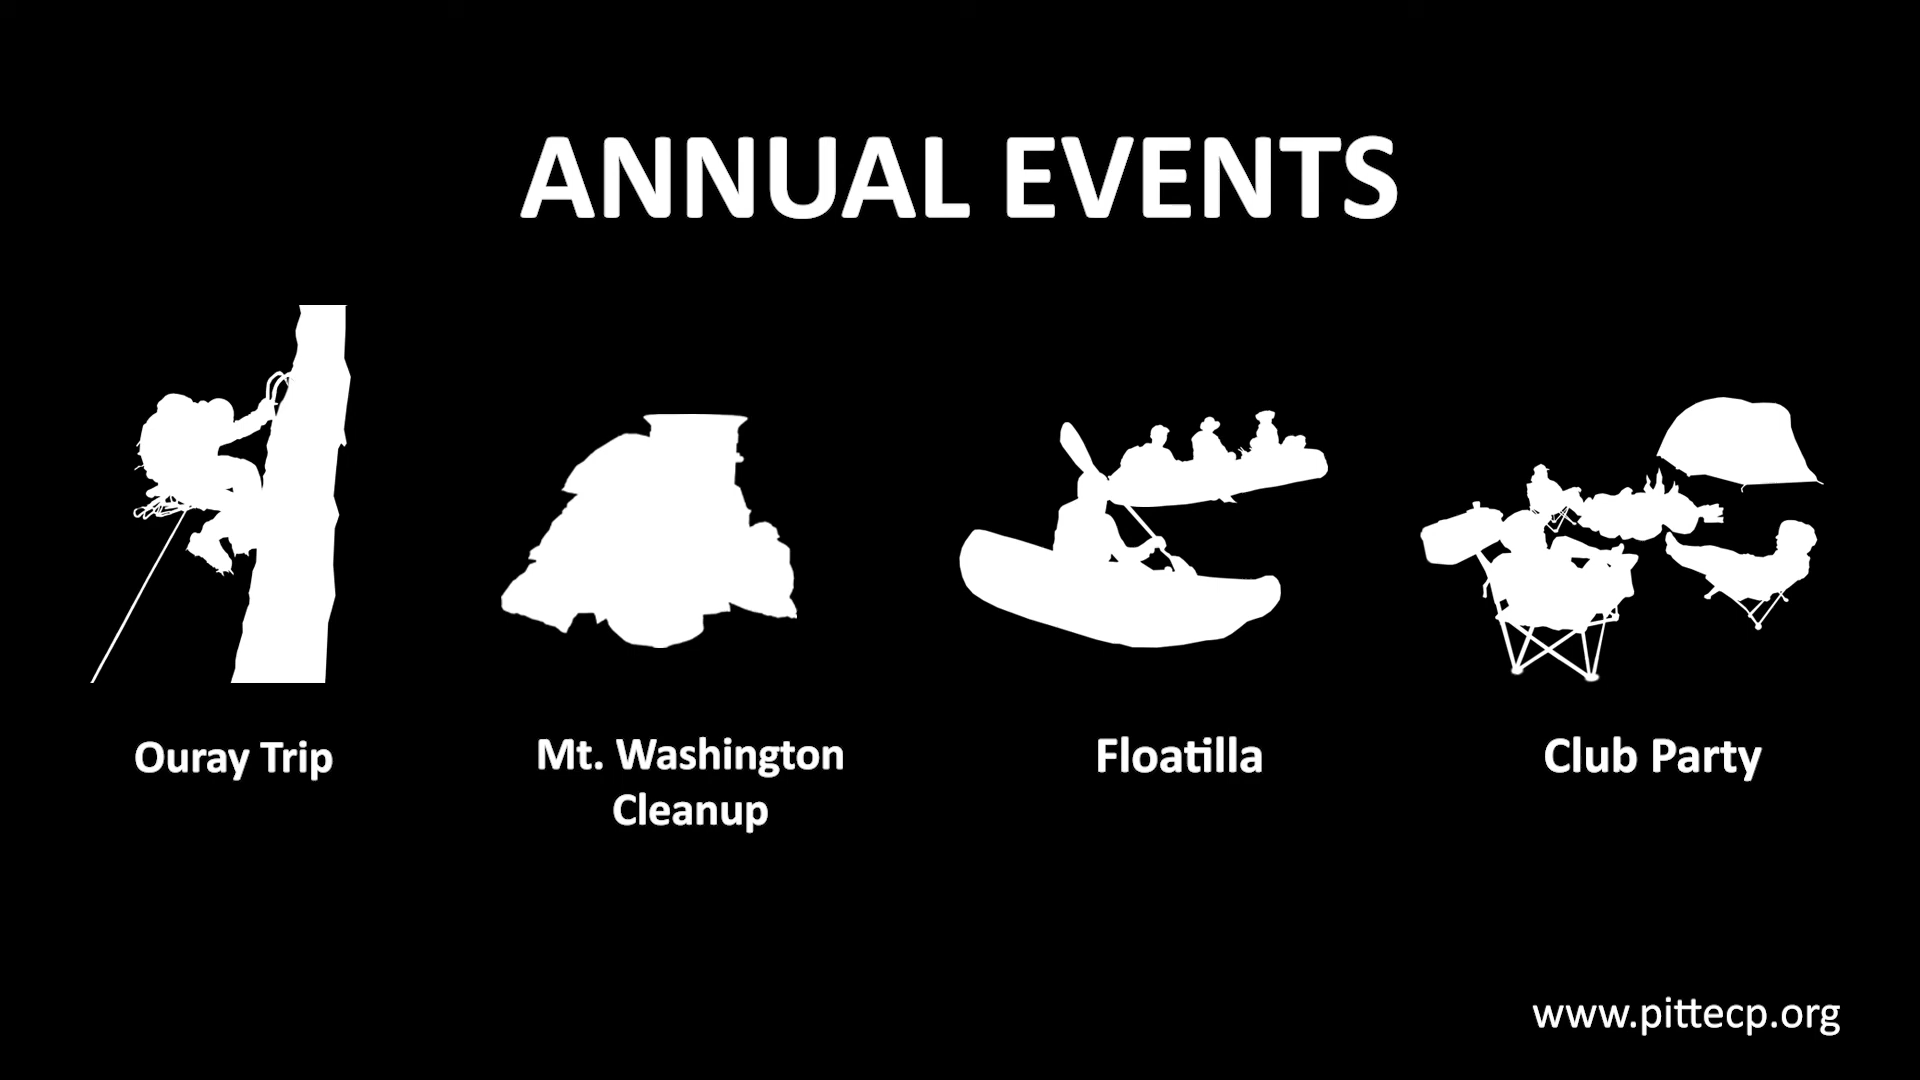 ANNUAL EVENTS
Ouray Trip
Mt. Washington
Cleanup
Floatilla
Club Party
www.pittecp.org